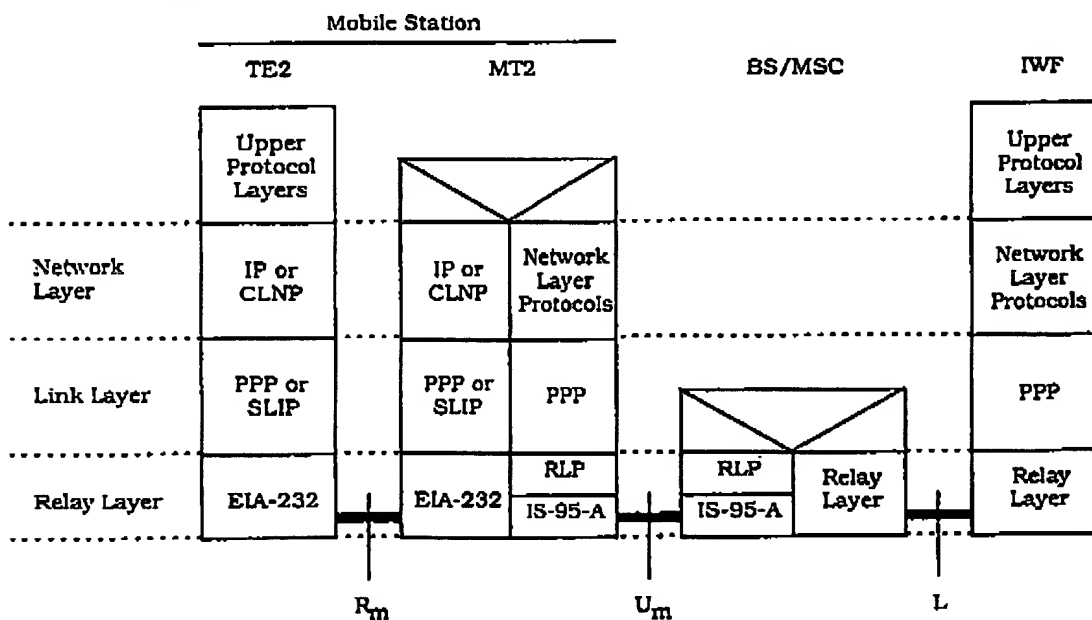 Mobile Station
TE2 MT2 BS/MSC IWF
Upper
Protocol
Layers
Upper
Protocol
Layers
Network
Layer
IP or
CLNP
IP or
CLNP
Network
Layer
Protocols
Network
Layer
Protocols
Link Layer
PPP or
SLIP
PPP or
SLIP
PPP
PPP
Relay Layer
EIA-232
EIA-232
RLP
IS-95-A
RLP
IS-95-A
Relay
Layer
Relay
Layer
Rm Um L